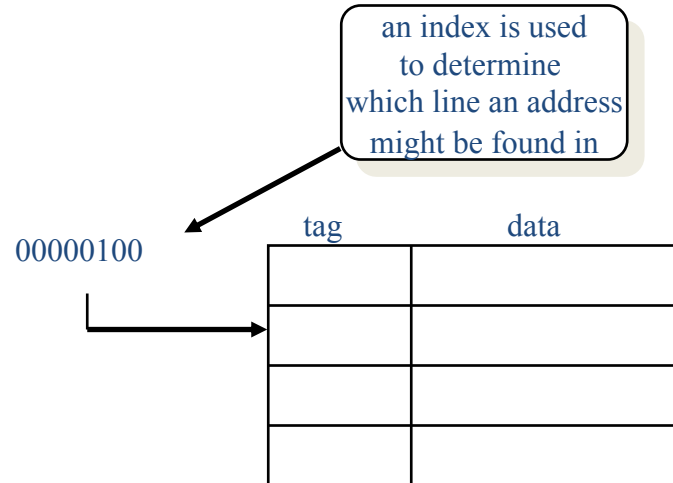 an index is used
to determine
which line an address
might be found in
tag data
00000100